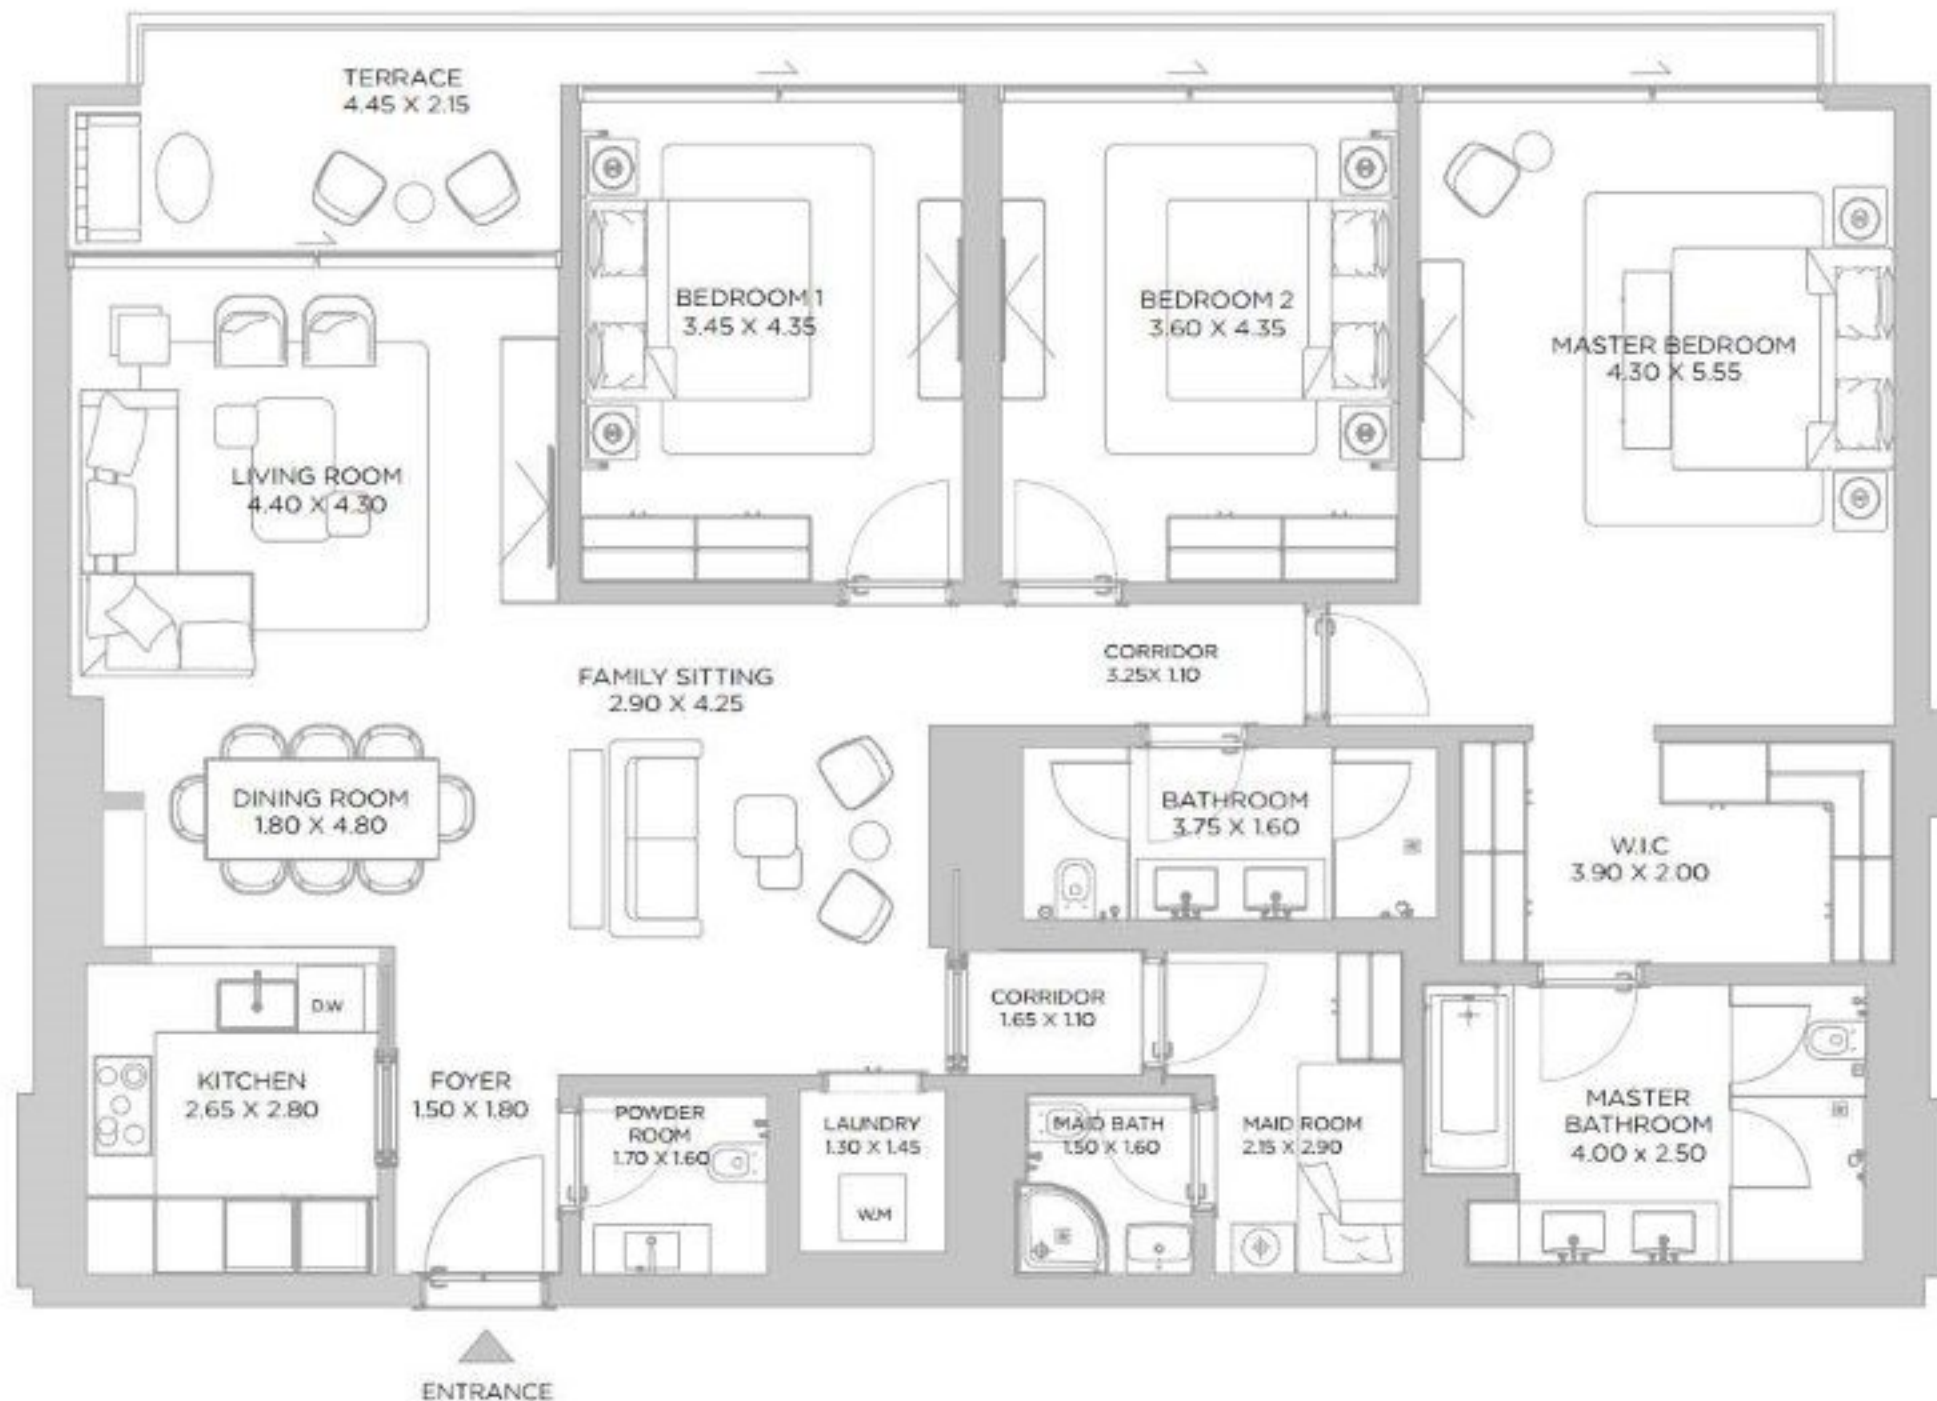 TERRACE
4.45 X 2.15
BEDROOM 1
3.45 X 4.35
BEDROOM 2
3.60 X 4.35
MASTER BEDROOM
4.30 X 5.55
LIVING ROOM
4.40 X 4.30
FAMILY SITTING
2.90 X 4.25
CORRIDOR
3.25X 1.10
DINING ROOM
1.80 X 4.80
BATHROOM
3.75 X 1.60
W.I.C
3.90 X 2.00
D.W
CORRIDOR
1.65 X 1.10
KITCHEN
2.65 X 2.80
FOYER
1.50 X 1.80
POWDER
ROOM
1.70 X 1.60
LAUNDRY
1.30 X 1.45
W.M
MAID BATH
1.50 X 1.60
MAID ROOM
2.15 X 2.90
MASTER
BATHROOM
4.00 x 2.50
ENTRANCE